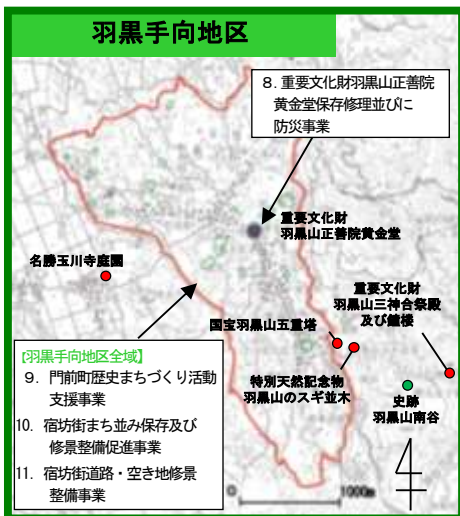 羽黒手向地区
8. 重要文化財羽黒山正善院
黄金堂保存修理並びに
防災事業
重要文化財
羽黒山正善院黄金堂
名勝玉川寺庭園
重要文化財
羽黒山三神合祭殿
及び鐘楼
国宝羽黒山五重塔
特別天然記念物
羽黒山のスギ並木
史跡
羽黒山南谷
[羽黒手向地区全域】
9. 門前町歴史まちづくり活動
支援事業
10. 宿坊街まち並み保存及び
修景整備促進事業
11. 宿坊街道路・空き地修景
整備事業
0 1000m